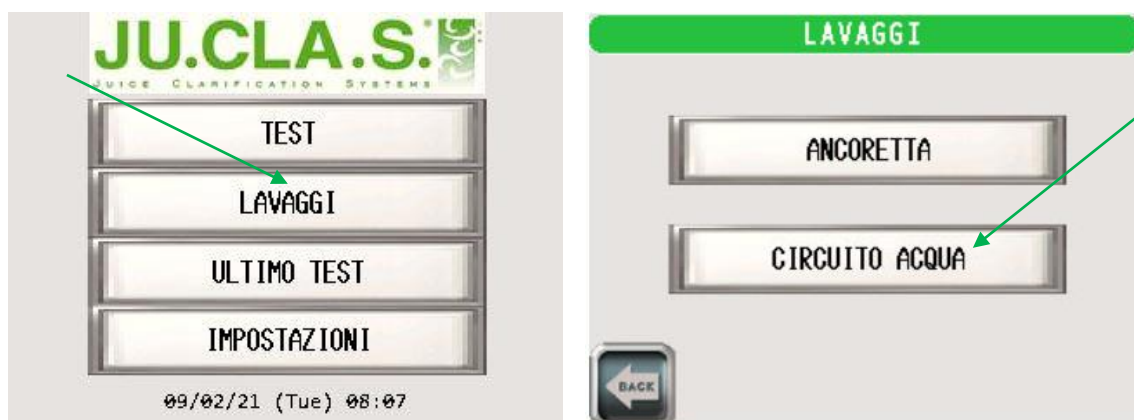 JU.CLA.S.
JUICE CLARIFICATION SYSTEMS
TEST
LAVAGGI
ULTIMO TEST
IMPOSTAZIONI
09/02/21 (Tue) 08:07
LAVAGGI
ANCORETTA
CIRCUITO ACQUA
BACK